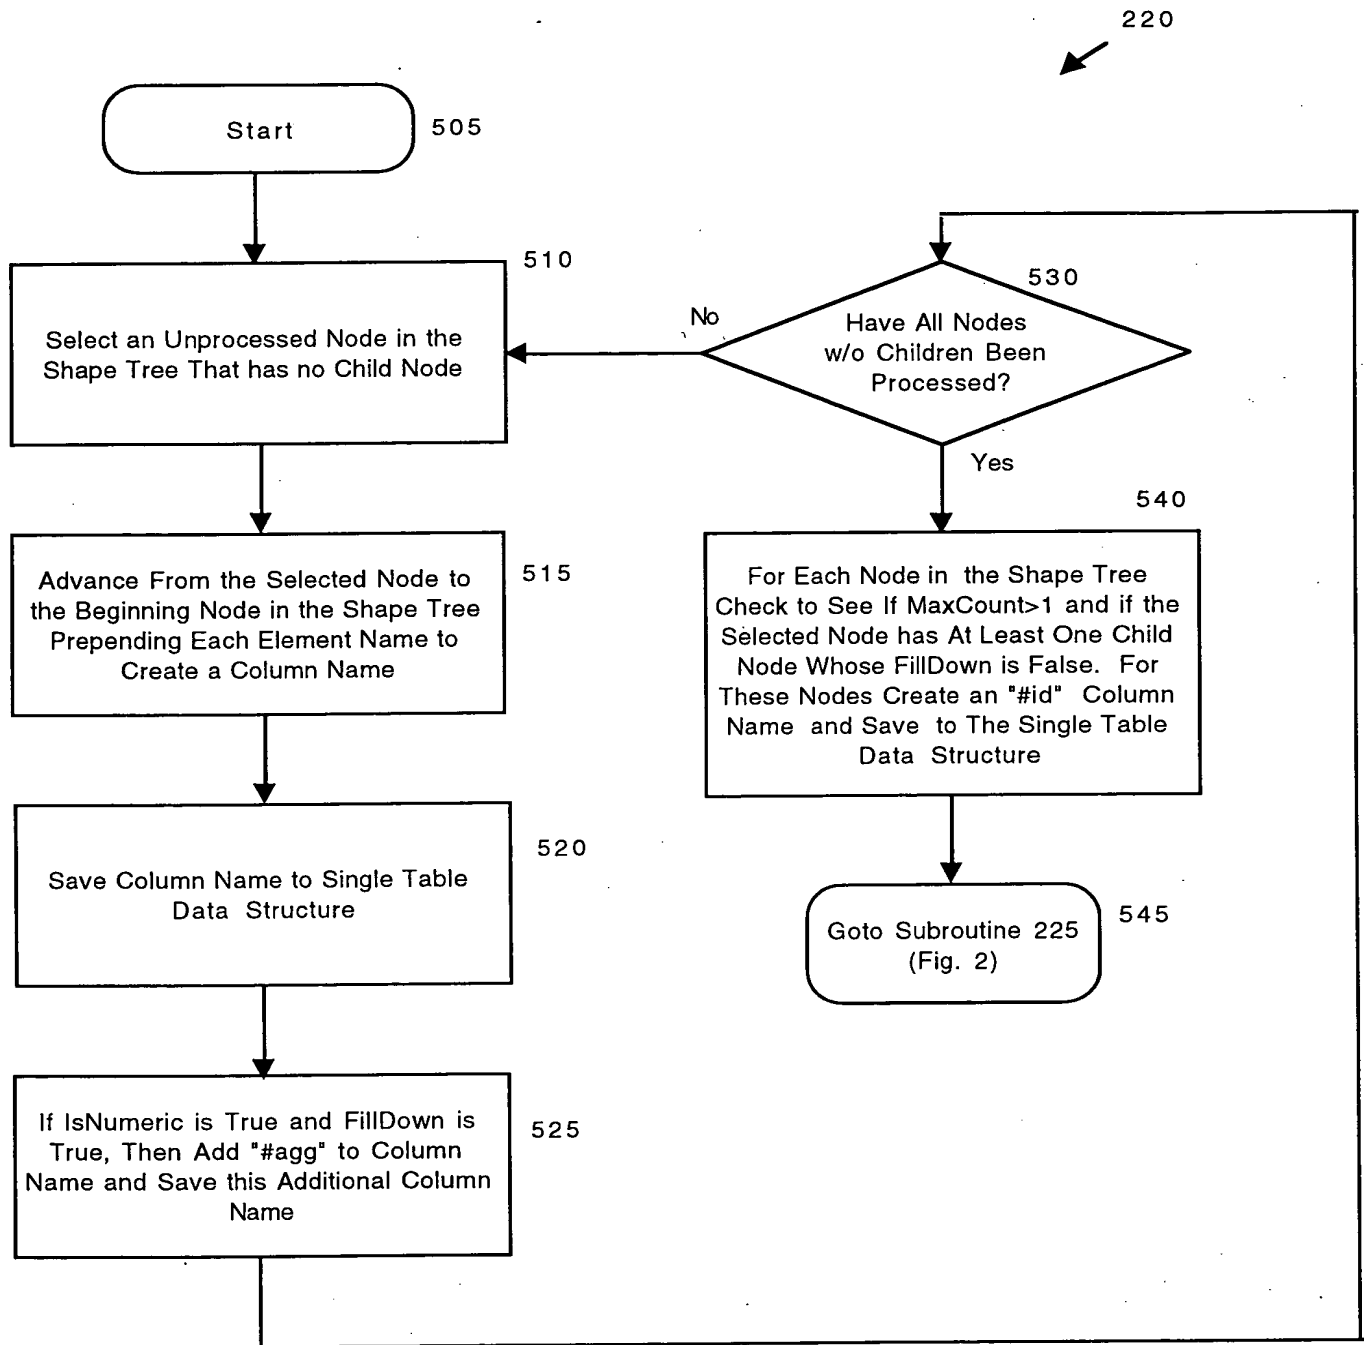 220
Start
505
510
Select an Unprocessed Node in the
Shape Tree That has no Child Node
515
Advance From the Selected Node to
the Beginning Node in the Shape Tree
Prepending Each Element Name to
Create a Column Name
520
Save Column Name to Single Table
Data Structure
525
If IsNumeric is True and FillDown is
True, Then Add "#agg" to Column
Name and Save this Additional Column
Name
530
Have All Nodes
w/o Children Been
Processed?
No
Yes
540
For Each Node in the Shape Tree
Check to See If MaxCount>1 and if the
Selected Node has At Least One Child
Node Whose FillDown is False. For
These Nodes Create an "#id" Column
Name and Save to The Single Table
Data Structure
545
Goto Subroutine 225
(Fig. 2)